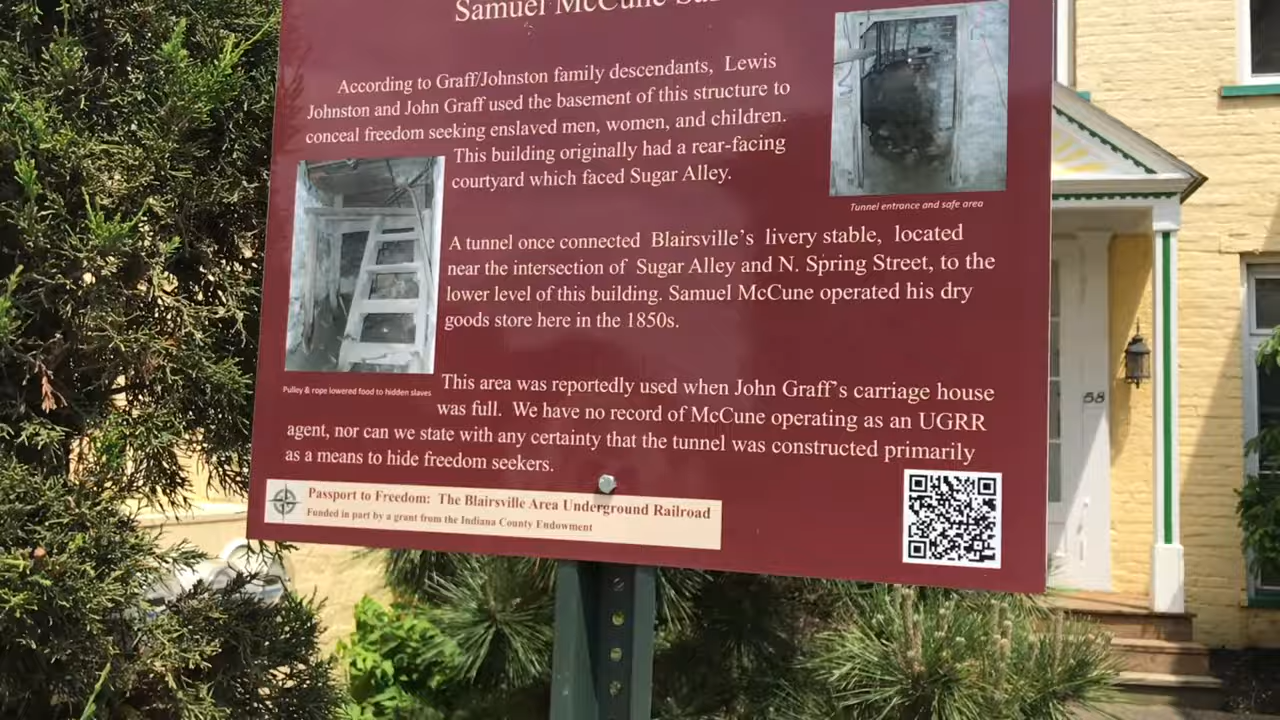 Samuel McCune
According to Graff/Johnston family descendants, Lewis
Johnston and John Graff used the basement of this structure to
conceal freedom seeking enslaved men, women, and children.
This building originally had a rear-facing
courtyard which faced Sugar Alley.
Tunnel entrance and safe area
A tunnel once connected Blairsville's livery stable, located
near the intersection of Sugar Alley and N. Spring Street, to the
lower level of this building. Samuel McCune operated his dry
goods store here in the 1850s.
Pulley & rope lowered food to hidden slaves
This area was reportedly used when John Graff's carriage house
was full. We have no record of McCune operating as an UGRR
agent, nor can we state with any certainty that the tunnel was constructed primarily
as a means to hide freedom seekers.
Passport to Freedom: The Blairsville Area Underground Railroad
Funded in part by a grant from the Indiana County Endowment
58